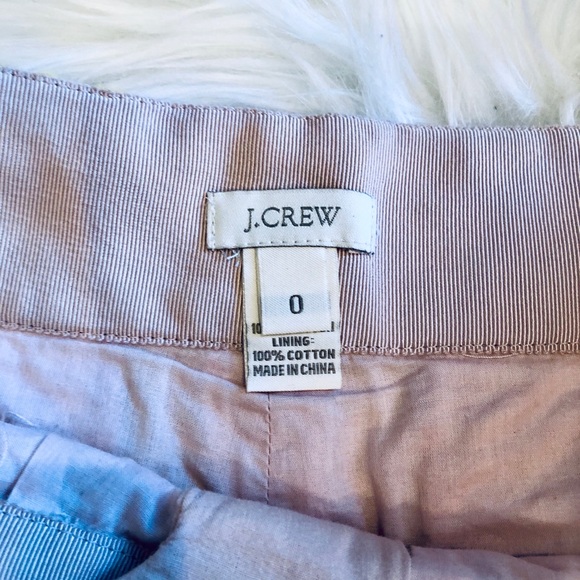 J.CREW
0
LINING:
100% COTTON
MADE IN CHINA